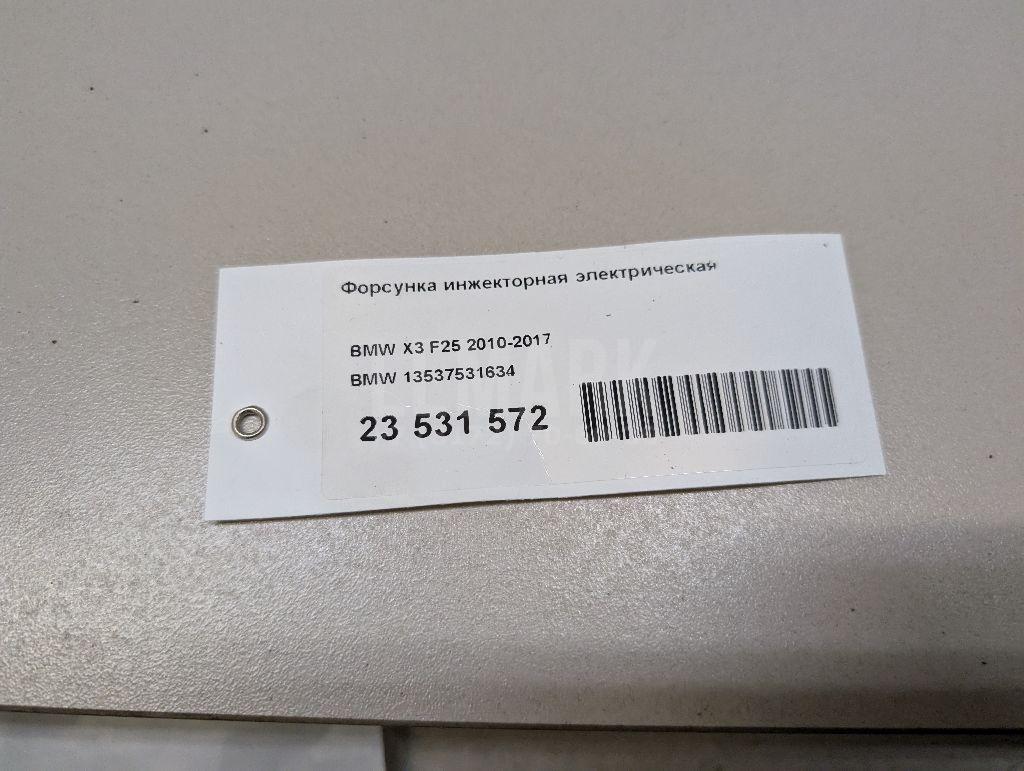 Форсунка инжекторная электрическая
BMW X3 F25 2010-2017
BMW 13537531634
23 531 572